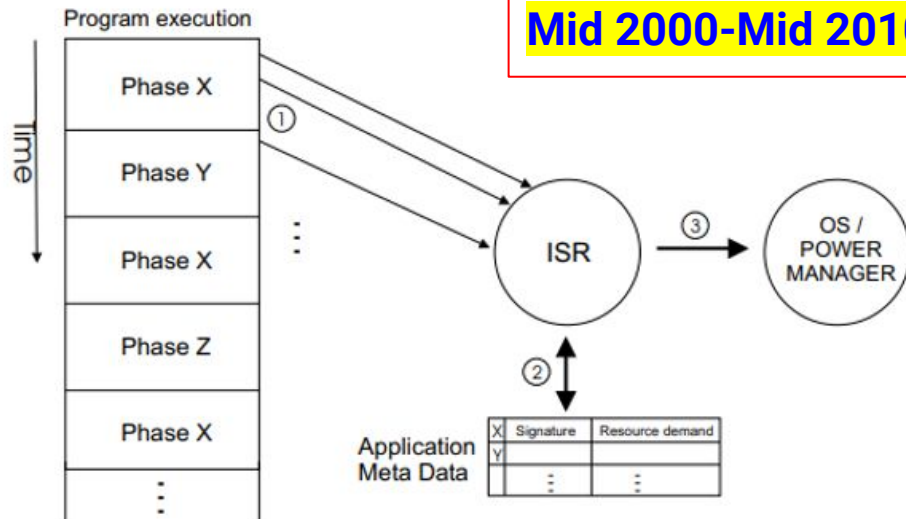 Program execution
Mid 2000-Mid 201
Time
Phase X
Phase Y
Phase X
Phase Z
Phase X
1
ISR
3
OS /
POWER
MANAGER
2
Application
Meta Data
X Signature Resource demand
Y